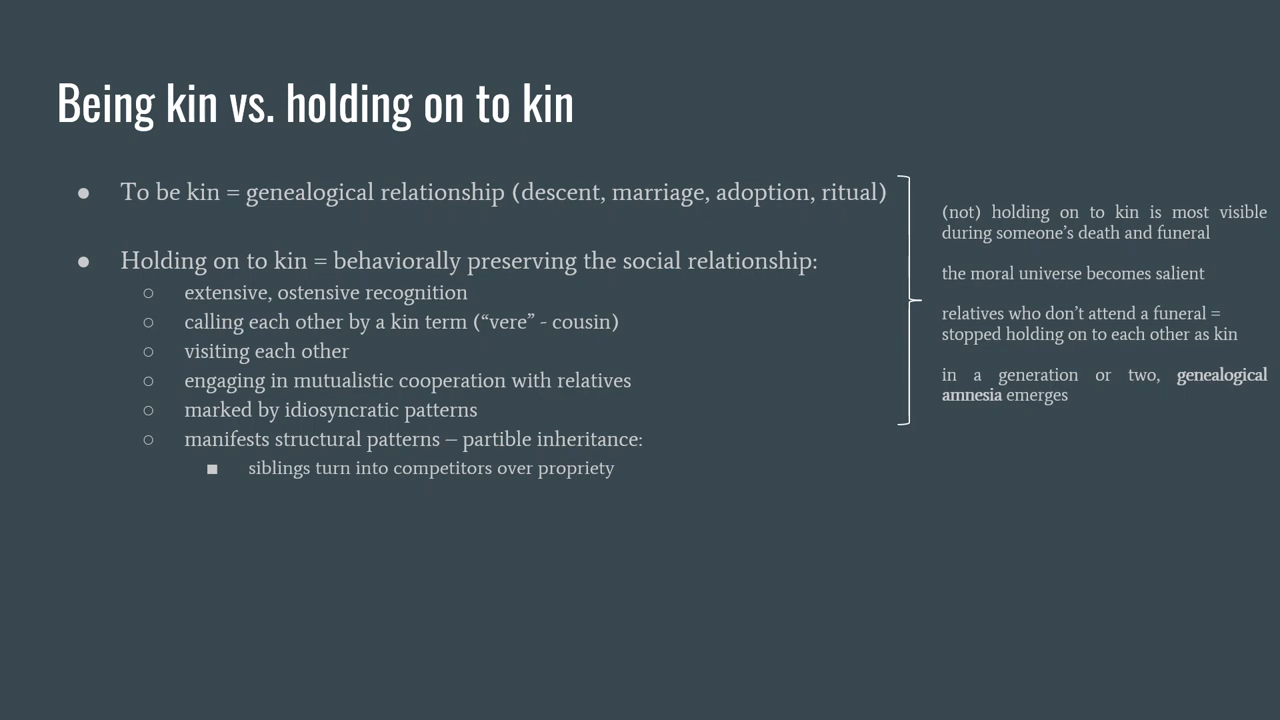 Being kin vs. holding on to kin
● To be kin = genealogical relationship (descent, marriage, adoption, ritual)
● Holding on to kin = behaviorally preserving the social relationship:
○ extensive, ostensive recognition
○ calling each other by a kin term (“vere” - cousin)
○ visiting each other
○ engaging in mutualistic cooperation with relatives
○ marked by idiosyncratic patterns
○ manifests structural patterns – partible inheritance:
■ siblings turn into competitors over propriety
(not) holding on to kin is most visible
during someone’s death and funeral
the moral universe becomes salient
relatives who don’t attend a funeral =
stopped holding on to each other as kin
in a generation or two, genealogical
amnesia emerges